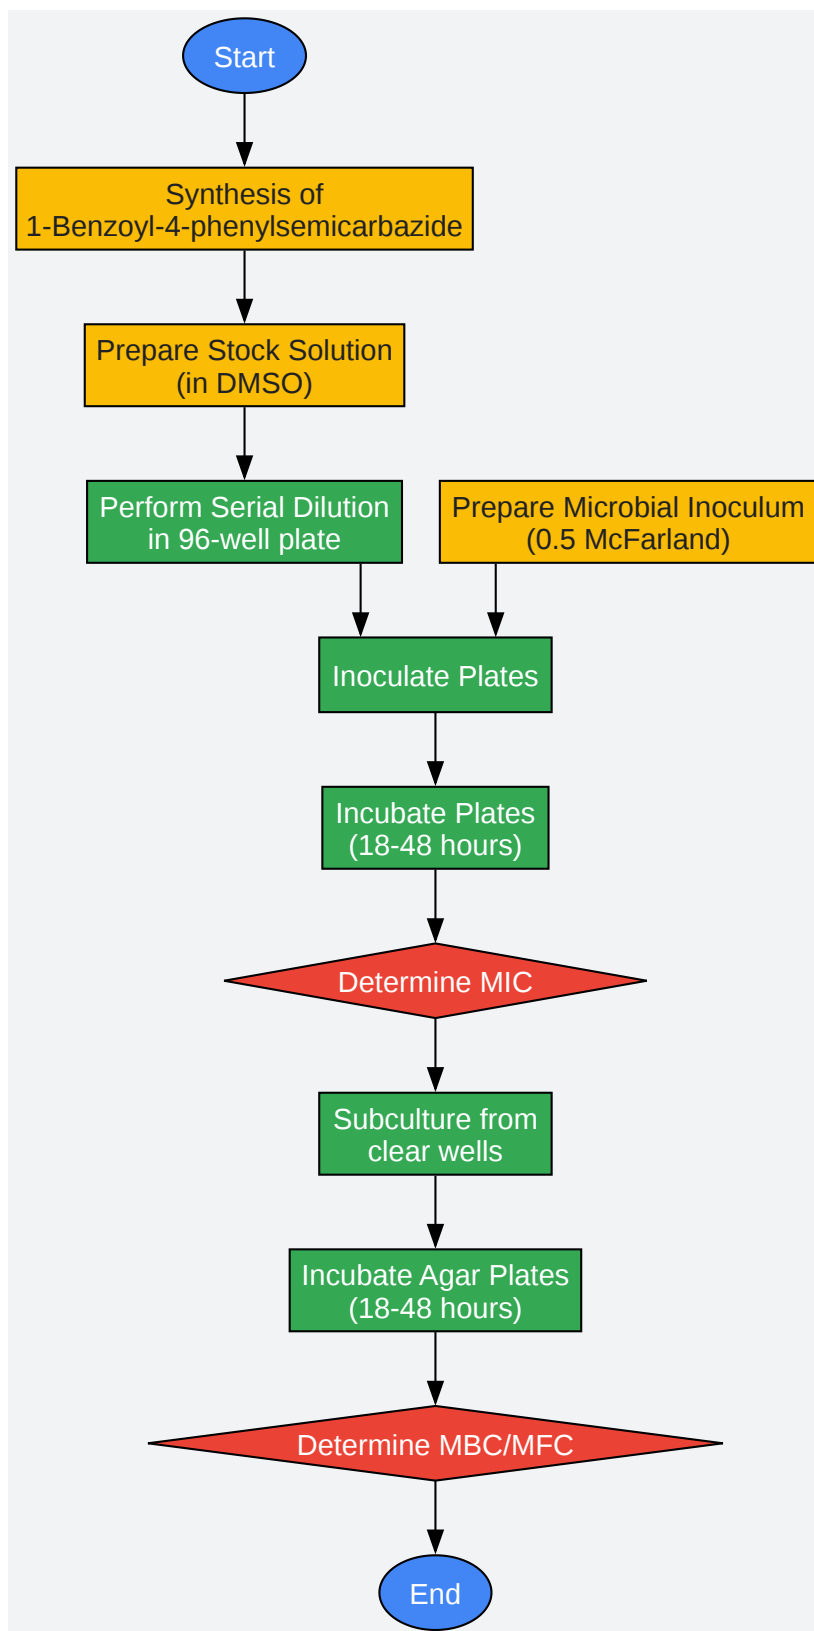 Start
Synthesis of
1-Benzoyl-4-phenylsemicarbazide
Prepare Stock Solution
(in DMSO)
Perform Serial Dilution
in 96-well plate
Prepare Microbial Inoculum
(0.5 McFarland)
Inoculate Plates
Incubate Plates
(18-48 hours)
Determine MIC
Subculture from
clear wells
Incubate Agar Plates
(18-48 hours)
Determine MBC/MFC
End